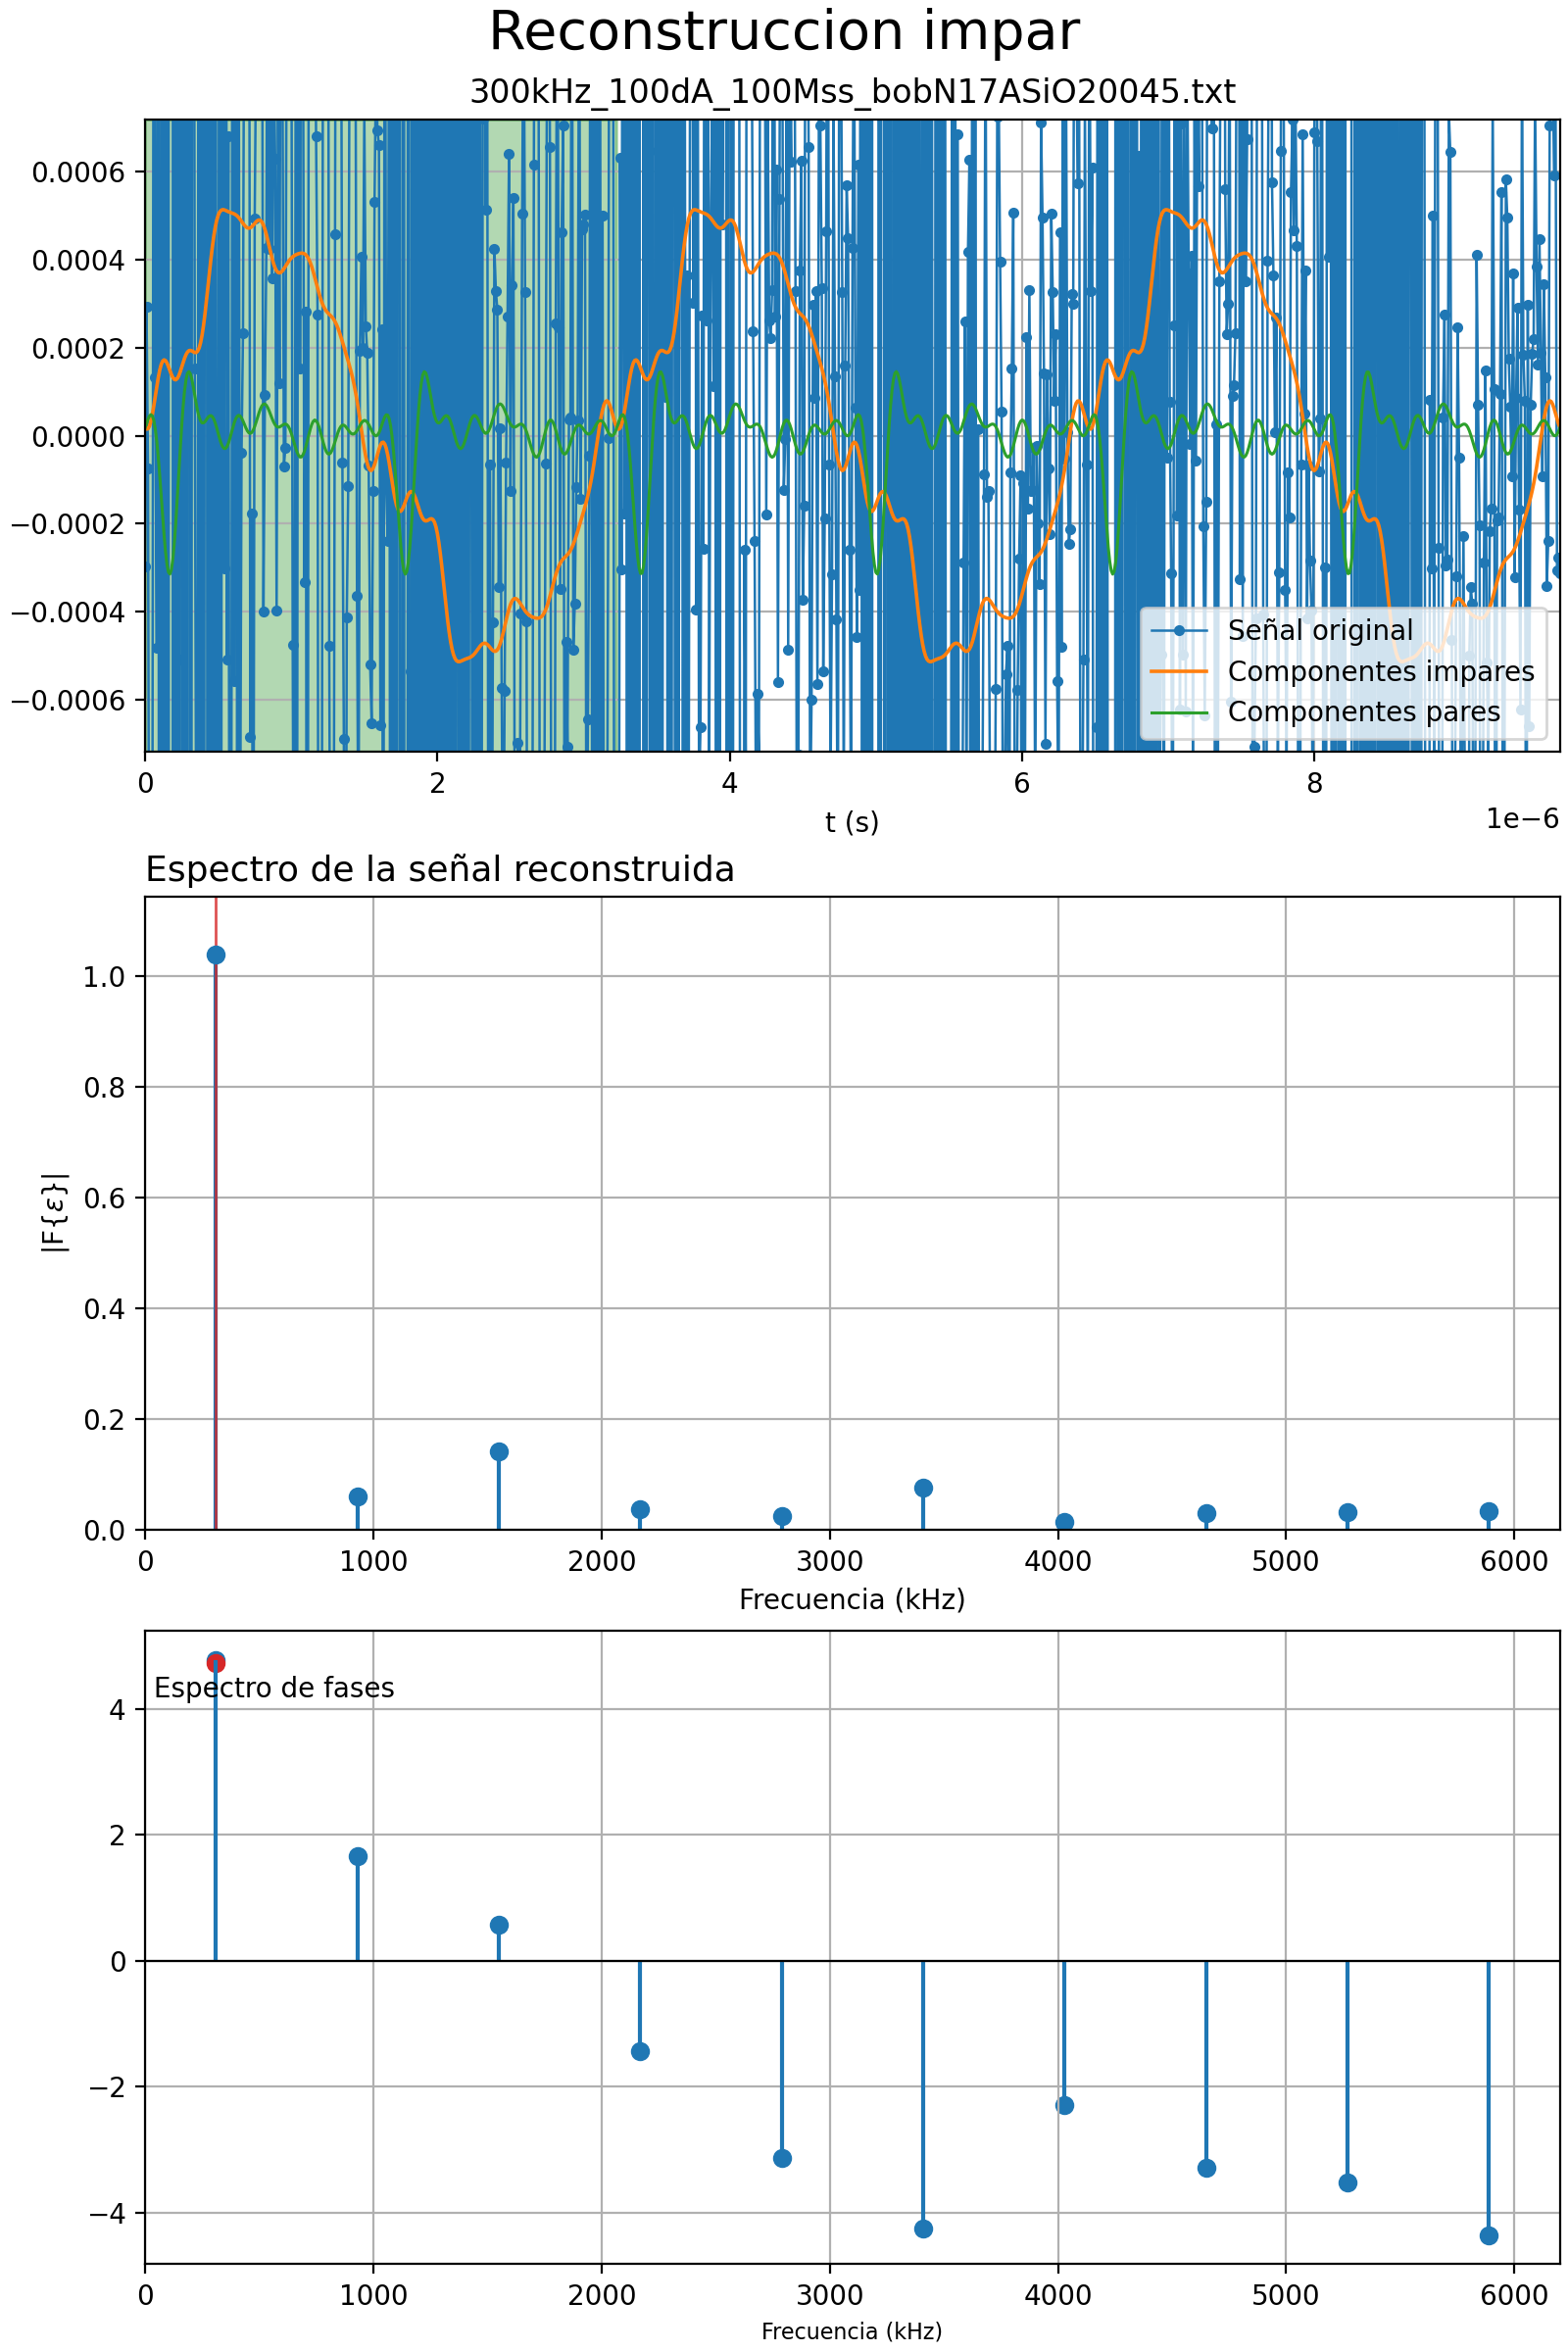 Reconstruccion impar
300kHz_100dA_100Mss_bobN17ASiO20045.txt
0.0006
0.0004
0.0002
0.0000
−0.0002
−0.0004
−0.0006
Señal original
Componentes impares
Componentes pares
0 2 4 6 8
1e−6
t (s)
Espectro de la señal reconstruida
|F{ε}|
1.0
0.8
0.6
0.4
0.2
0.0
0 1000 2000 3000 4000 5000 6000
Frecuencia (kHz)
Espectro de fases
4
2
0
−2
−4
0 1000 2000 3000 4000 5000 6000
Frecuencia (kHz)